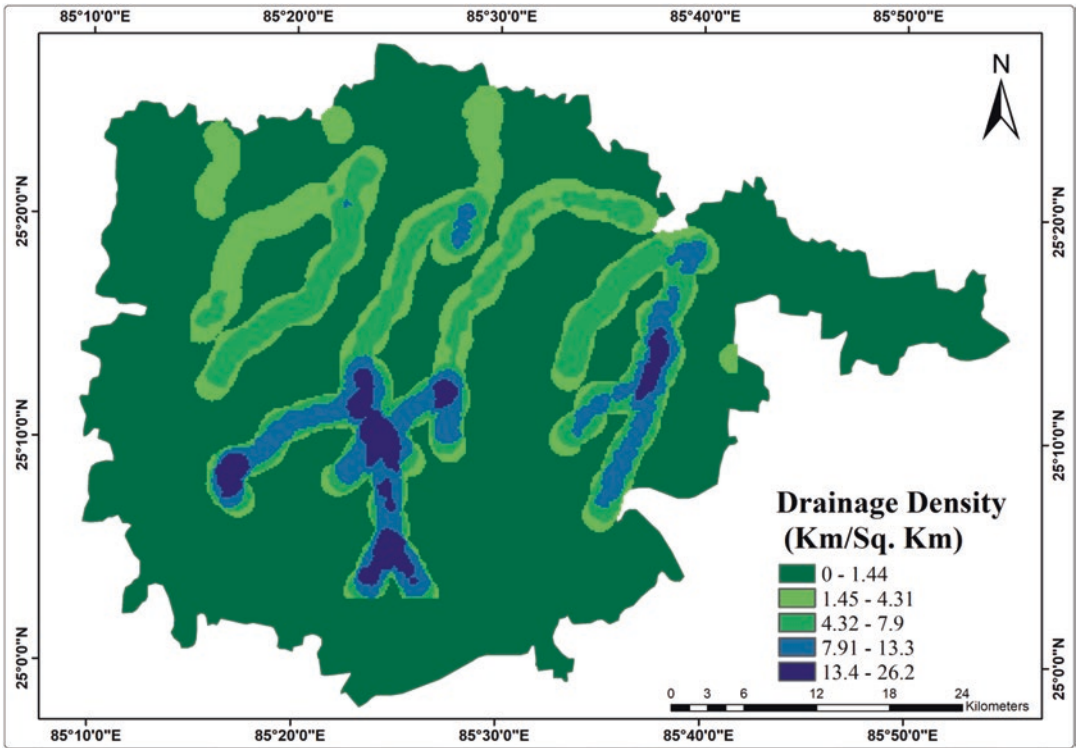 85°10'0"E 85°20'0"E 85°30'0"E 85°40'0"E 85°50'0"E
N
25°20'0"N 25°20'0"N
25°10'0"N 25°10'0"N
25°0'0"N 25°0'0"N
Drainage Density
(Km/Sq. Km)
0 - 1.44
1.45 - 4.31
4.32 - 7.9
7.91 - 13.3
13.4 - 26.2
0 3 6 12 18 24
Kilometers
85°10'0"E 85°20'0"E 85°30'0"E 85°40'0"E 85°50'0"E